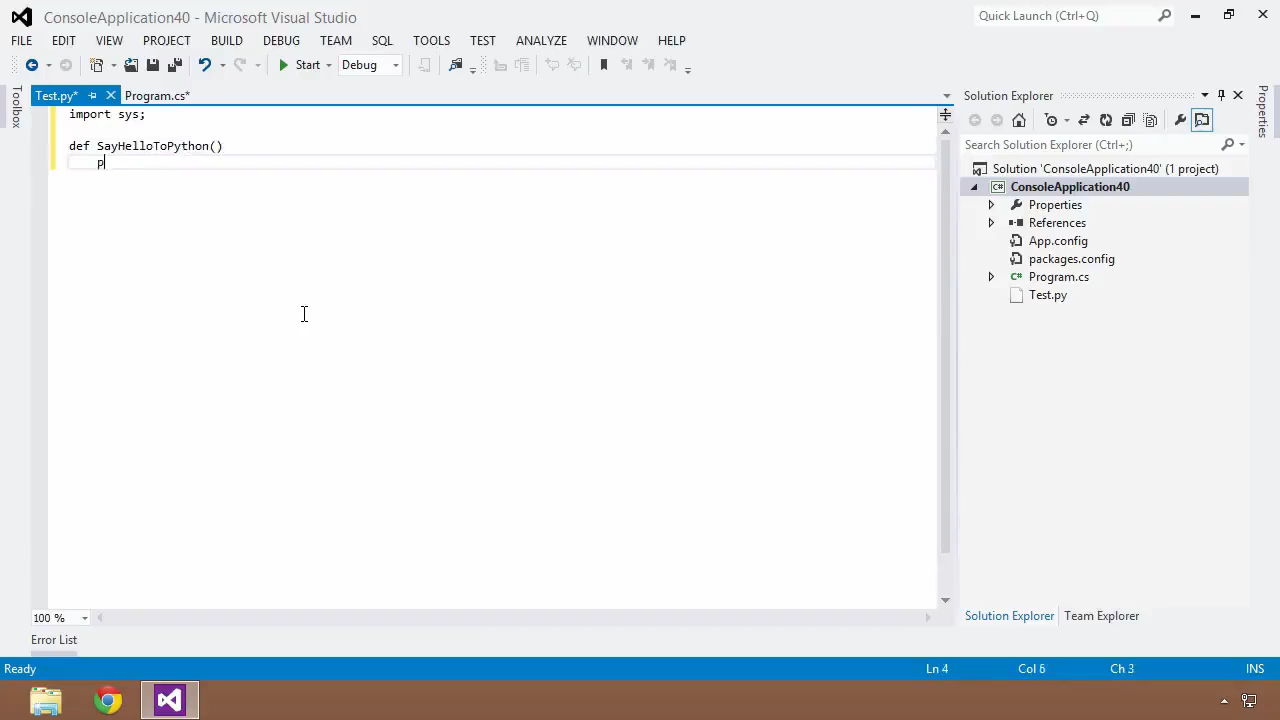 ConsoleApplication40 - Microsoft Visual Studio
Quick Launch (Ctrl+Q)
FILE EDIT VIEW PROJECT BUILD DEBUG TEAM SQL TOOLS TEST ANALYZE WINDOW HELP
Start Debug
Toolbox
Test.py* Program.cs*
import sys;
def SayHelloToPython()
p
100 %
Error List
Solution Explorer
Search Solution Explorer (Ctrl+;)
Solution 'ConsoleApplication40' (1 project)
C# ConsoleApplication40
Properties
References
App.config
packages.config
C# Program.cs
Test.py
Solution Explorer Team Explorer
Properties
Ready Ln 4 Col 6 Ch 3 INS